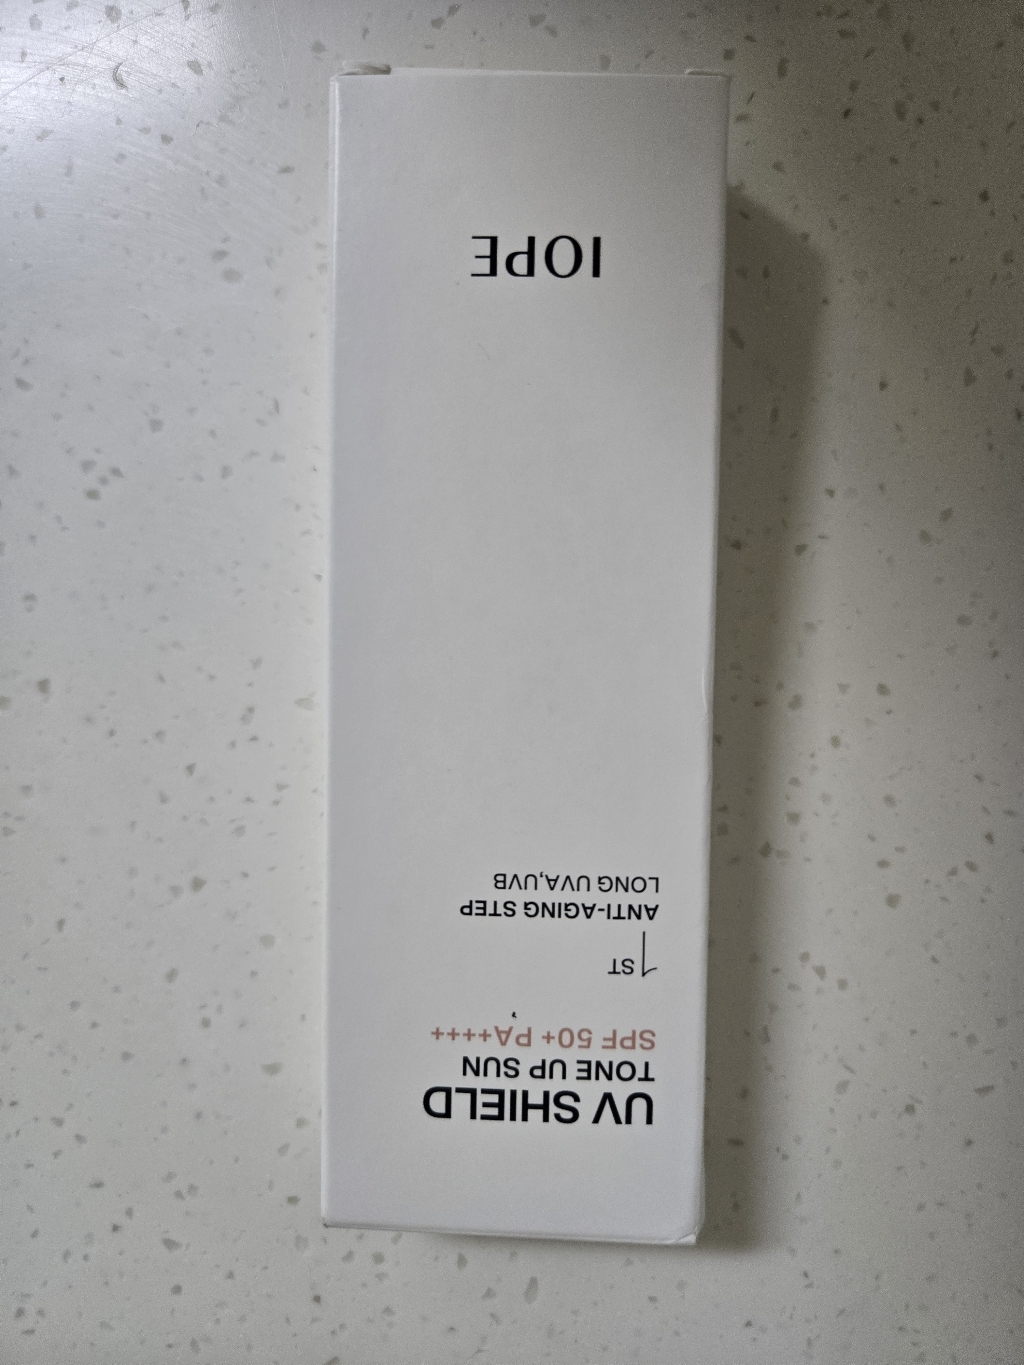 UV SHIELD
TONE UP SUN
SPF 50+ PA++++
1ST
ANTI-AGING STEP
LONG UVA,UVB
IOPE